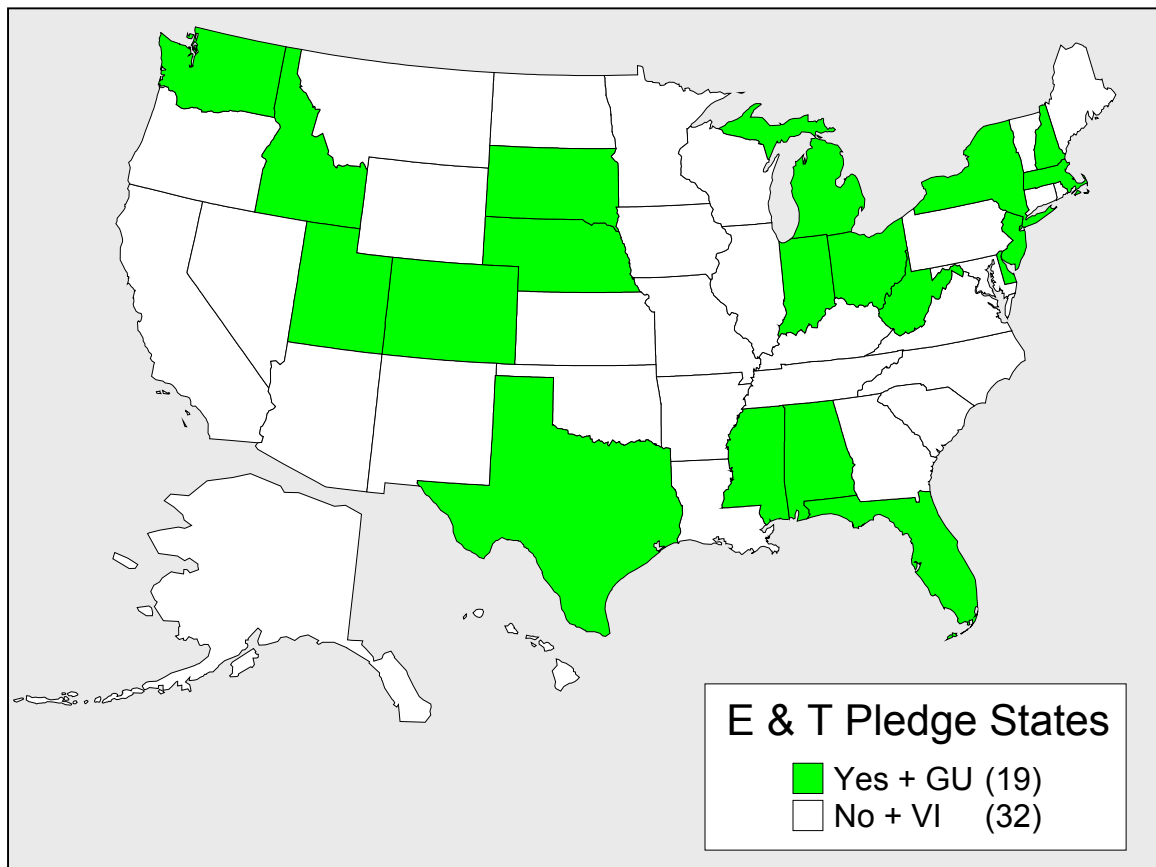 E & T Pledge States
Yes + GU (19)
No + VI (32)